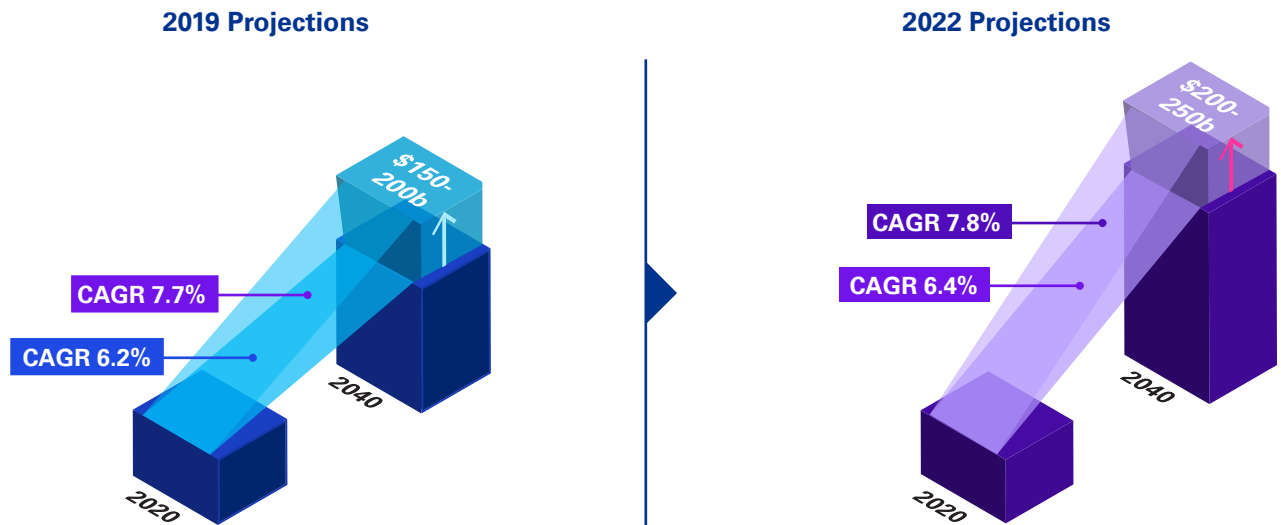 2019 Projections
$150-
200b
CAGR 7.7%
CAGR 6.2%
2040
2020
2022 Projections
$200-
250b
CAGR 7.8%
CAGR 6.4%
2040
2020